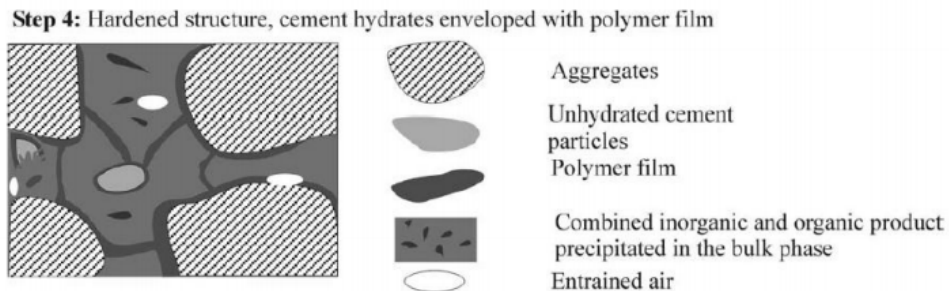 Step 4: Hardened structure, cement hydrates enveloped with polymer film
Aggregates
Unhydrated cement
particles
Polymer film
Combined inorganic and organic product
precipitated in the bulk phase
Entrained air